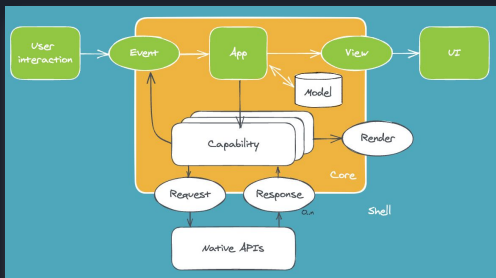 User
interaction
Event
App
View
UI
Model
Capability
Render
Core
Request
Response
Shell
Native APIs